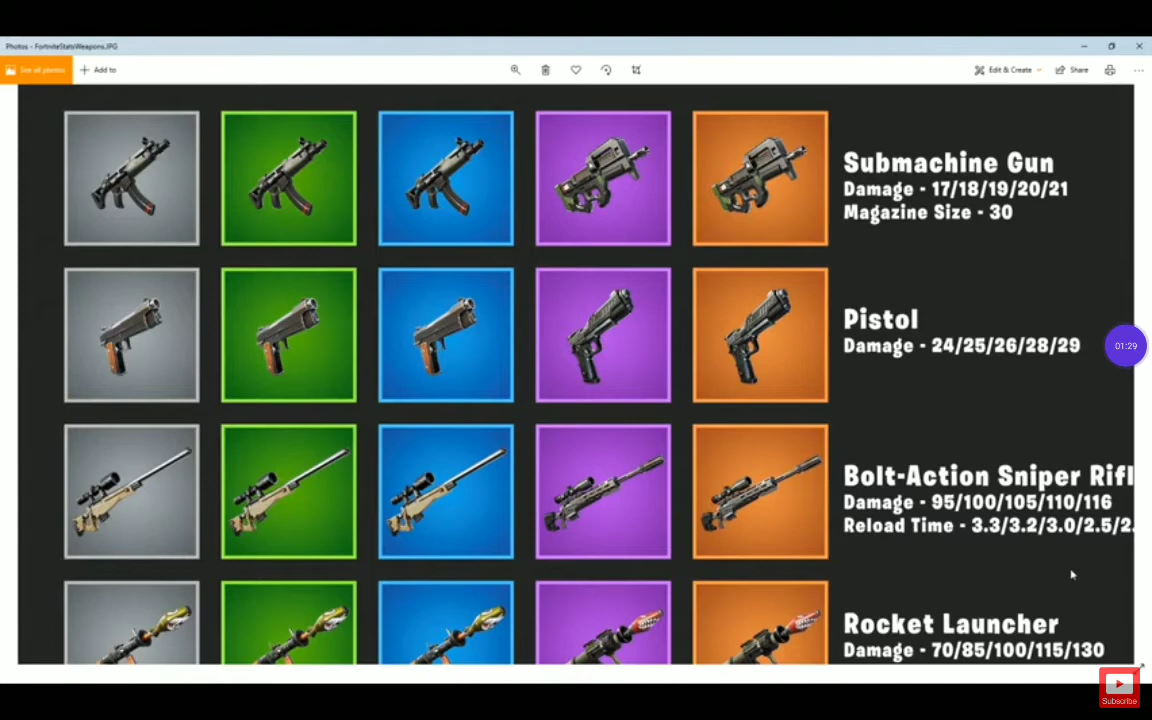 Photos - FortniteStatsWeapons.JPG
See all photos
Add to
Edit & Create
Share
Submachine Gun
Damage - 17/18/19/20/21
Magazine Size - 30
Pistol
Damage - 24/25/26/28/29
01:29
Bolt-Action Sniper Rifl
Damage - 95/100/105/110/116
Reload Time - 3.3/3.2/3.0/2.5/2.
Rocket Launcher
Damage - 70/85/100/115/130
Subscribe